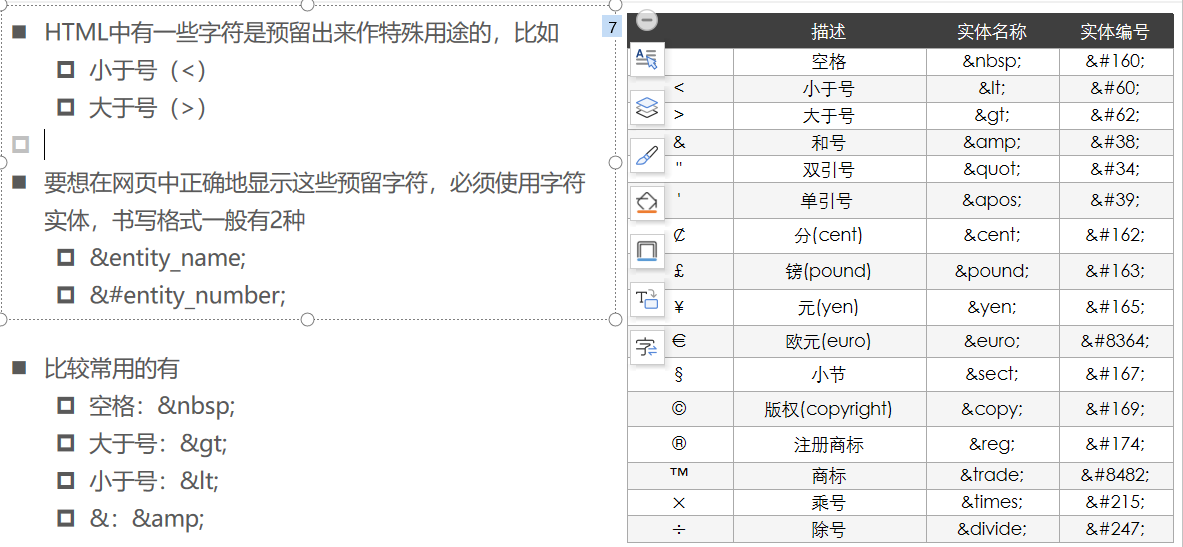 HTML中有一些字符是预留出来作特殊用途的，比如
小于号（<）
大于号（>）
要想在网页中正确地显示这些预留字符，必须使用字符
实体，书写格式一般有2种
&entity_name;
&#entity_number;
比较常用的有
空格：&nbsp;
大于号：&gt;
小于号：&lt;
&：&amp;
7
描述 实体名称 实体编号
空格 &nbsp; &#160;
< 小于号 &lt; &#60;
> 大于号 &gt; &#62;
& 和号 &amp; &#38;
" 双引号 &quot; &#34;
' 单引号 &apos; &#39;
₡ 分(cent) &cent; &#162;
£ 镑(pound) &pound; &#163;
¥ 元(yen) &yen; &#165;
€ 欧元(euro) &euro; &#8364;
§ 小节 &sect; &#167;
© 版权(copyright) &copy; &#169;
® 注册商标 &reg; &#174;
™ 商标 &trade; &#8482;
× 乘号 &times; &#215;
÷ 除号 &divide; &#247;
A
T
字